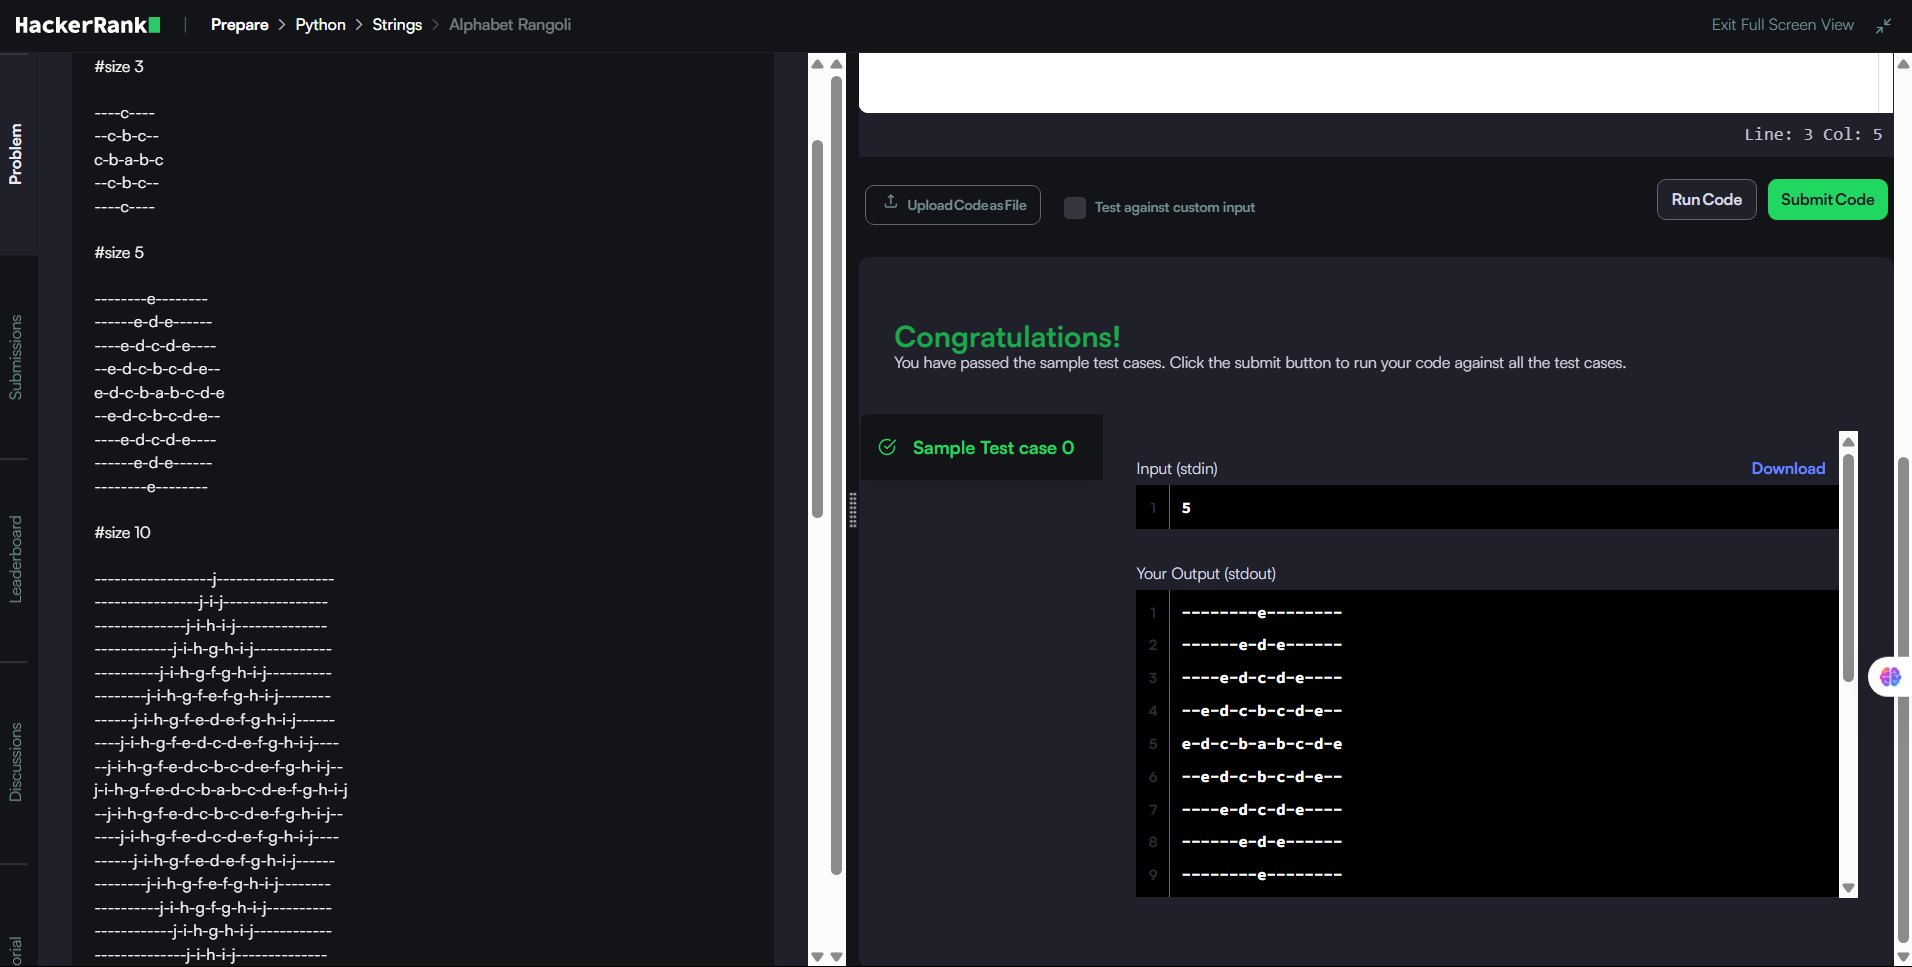 HackerRank
Prepare > Python > Strings > Alphabet Rangoli
Exit Full Screen View
Problem
Submissions
Leaderboard
Discussions
orial
#size 3
----c----
--c-b-c--
c-b-a-b-c
--c-b-c--
----c----
#size 5
--------e--------
------e-d-e------
----e-d-c-d-e----
--e-d-c-b-c-d-e--
e-d-c-b-a-b-c-d-e
--e-d-c-b-c-d-e--
----e-d-c-d-e----
------e-d-e------
--------e--------
#size 10
------------------j------------------
----------------j-i-j----------------
--------------j-i-h-i-j--------------
------------j-i-h-g-h-i-j------------
----------j-i-h-g-f-g-h-i-j----------
--------j-i-h-g-f-e-f-g-h-i-j--------
------j-i-h-g-f-e-d-e-f-g-h-i-j------
----j-i-h-g-f-e-d-c-d-e-f-g-h-i-j----
--j-i-h-g-f-e-d-c-b-c-d-e-f-g-h-i-j--
j-i-h-g-f-e-d-c-b-a-b-c-d-e-f-g-h-i-j
--j-i-h-g-f-e-d-c-b-c-d-e-f-g-h-i-j--
----j-i-h-g-f-e-d-c-d-e-f-g-h-i-j----
------j-i-h-g-f-e-d-e-f-g-h-i-j------
--------j-i-h-g-f-e-f-g-h-i-j--------
----------j-i-h-g-f-g-h-i-j----------
------------j-i-h-g-h-i-j------------
--------------j-i-h-i-j--------------
Line: 3 Col: 5
Upload Code as File
Test against custom input
Run Code
Submit Code
Congratulations!
You have passed the sample test cases. Click the submit button to run your code against all the test cases.
Sample Test case 0
Input (stdin)
Download
1 5
Your Output (stdout)
1 --------e--------
2 ------e-d-e------
3 ----e-d-c-d-e----
4 --e-d-c-b-c-d-e--
5 e-d-c-b-a-b-c-d-e
6 --e-d-c-b-c-d-e--
7 ----e-d-c-d-e----
8 ------e-d-e------
9 --------e--------